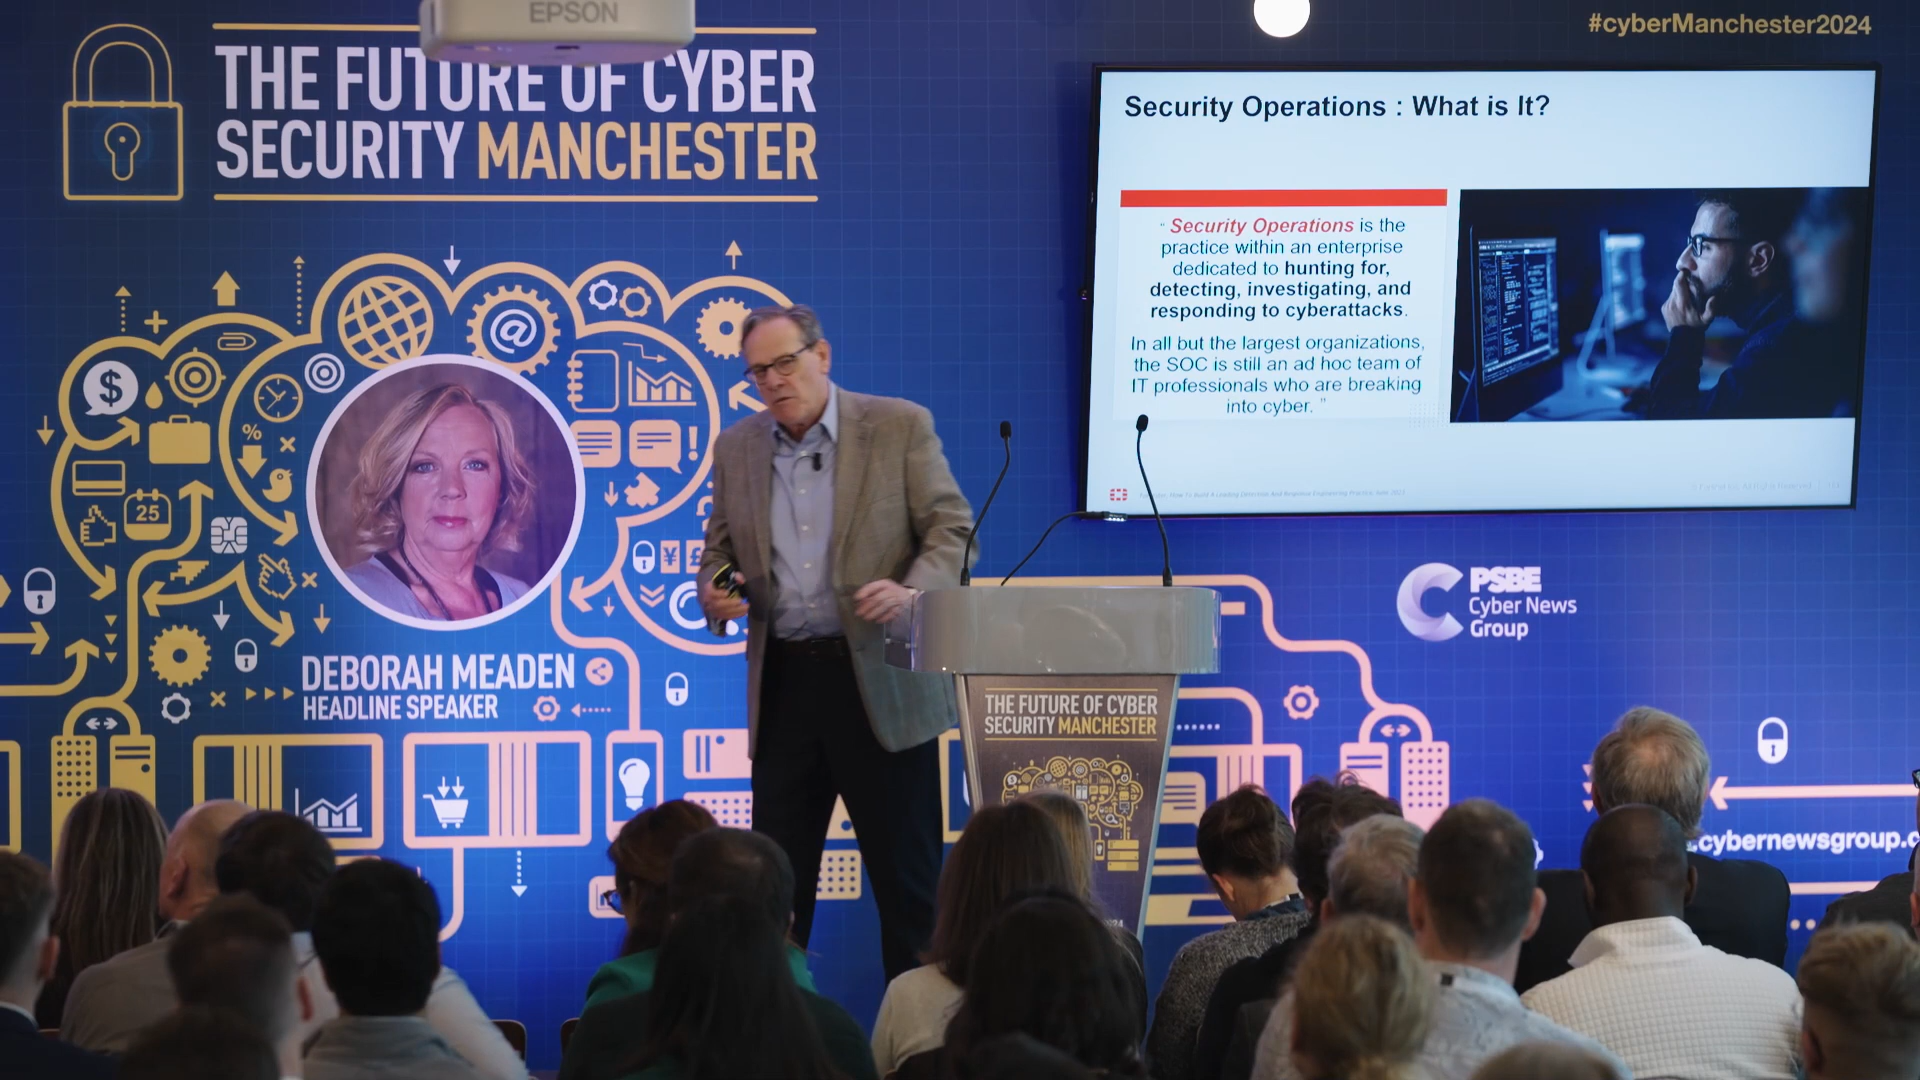 EPSON
#cyberManchester2024
THE FUTURE OF CYBER
SECURITY MANCHESTER
Security Operations : What is It?
" Security Operations is the
practice within an enterprise
dedicated to hunting for,
detecting, investigating, and
responding to cyberattacks.
In all but the largest organizations,
the SOC is still an ad hoc team of
IT professionals who are breaking
into cyber. "
@
$
%
25
¥ £
DEBORAH MEADEN
HEADLINE SPEAKER
PSBE
Cyber News
Group
THE FUTURE OF CYBER
SECURITY MANCHESTER
.cybernewsgroup.c